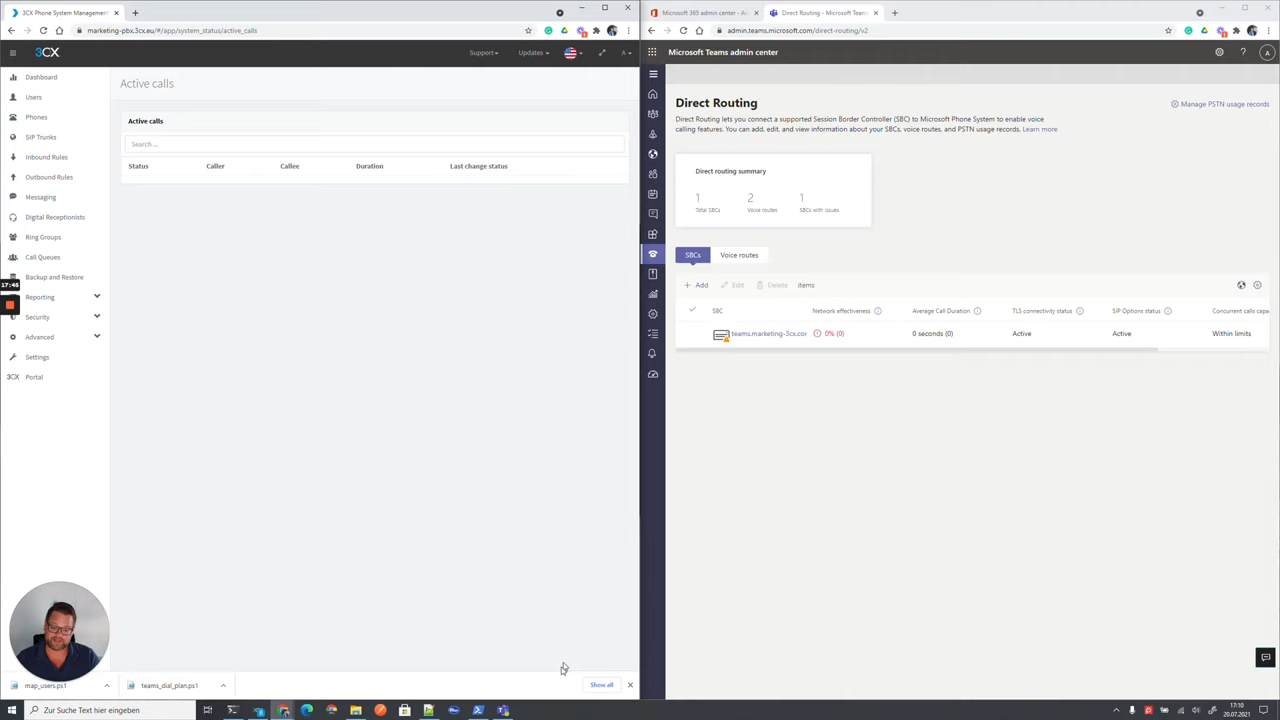 3CX Phone System Management
marketing-pbx.3cx.eu/#/app/system_status/active_calls
3CX
Support
Updates
A
Dashboard
Users
Phones
SIP Trunks
Inbound Rules
Outbound Rules
Messaging
Digital Receptionists
Ring Groups
Call Queues
Backup and Restore
17:45
Reporting
Security
Advanced
Settings
3CX
Portal
Active calls
Active calls
Search ...
Status Caller Callee Duration Last change status
map_users.ps1
teams_dial_plan.ps1
Show all
Microsoft 365 admin center - A
Direct Routing - Microsoft Teams
admin.teams.microsoft.com/direct-routing/v2
Microsoft Teams admin center
?
A
Direct Routing
Manage PSTN usage records
Direct Routing lets you connect a supported Session Border Controller (SBC) to Microsoft Phone System to enable voice
calling features. You can add, edit, and view information about your SBCs, voice routes, and PSTN usage records. Learn more
Direct routing summary
1 2 1
Total SBCs Voice routes SBCs with issues
SBCs Voice routes
Add Edit Delete items
SBC Network effectiveness Average Call Duration TLS connectivity status SIP Options status Concurrent calls capa
teams.marketing-3cx.cor 0% (0) 0 seconds (0) Active Active Within limits
Zur Suche Text hier eingeben
17:10
20.07.2021